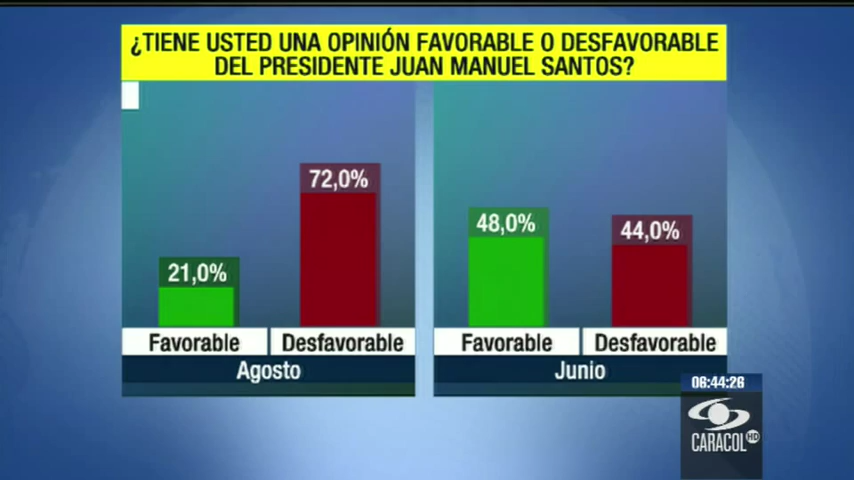 ¿TIENE USTED UNA OPINIÓN FAVORABLE O DESFAVORABLE
DEL PRESIDENTE JUAN MANUEL SANTOS?
21,0%
72,0%
Favorable
Desfavorable
Agosto
48,0%
44,0%
Favorable
Desfavorable
Junio
06:44:26
CARACOL HD